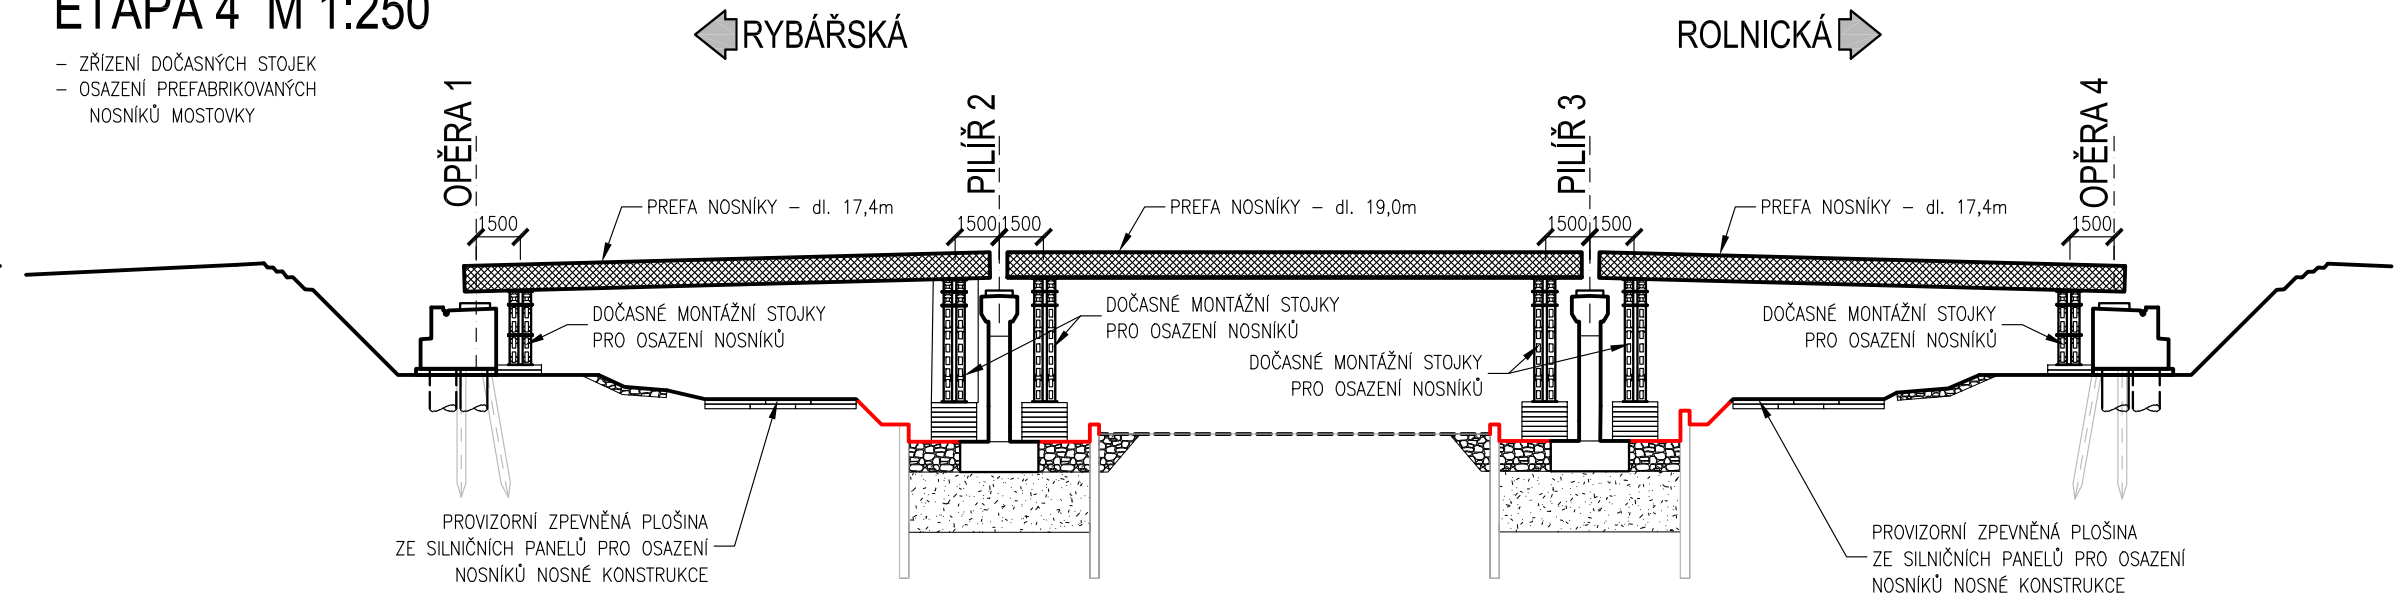 ETAPA 4 M 1:250
– ZŘÍZENÍ DOČASNÝCH STOJEK
– OSAZENÍ PREFABRIKOVANÝCH
NOSNÍKŮ MOSTOVKY
RYBÁŘSKÁ
ROLNICKÁ
OPĚRA 1
PILÍŘ 2
PILÍŘ 3
OPĚRA 4
1500
PREFA NOSNÍKY – dl. 17,4m
1500
1500
PREFA NOSNÍKY – dl. 19,0m
1500
1500
PREFA NOSNÍKY – dl. 17,4m
1500
DOČASNÉ MONTÁŽNÍ STOJKY
PRO OSAZENÍ NOSNÍKŮ
DOČASNÉ MONTÁŽNÍ STOJKY
PRO OSAZENÍ NOSNÍKŮ
DOČASNÉ MONTÁŽNÍ STOJKY
PRO OSAZENÍ NOSNÍKŮ
DOČASNÉ MONTÁŽNÍ STOJKY
PRO OSAZENÍ NOSNÍKŮ
PROVIZORNÍ ZPEVNĚNÁ PLOŠINA
ZE SILNIČNÍCH PANELŮ PRO OSAZENÍ
NOSNÍKŮ NOSNÉ KONSTRUKCE
PROVIZORNÍ ZPEVNĚNÁ PLOŠINA
ZE SILNIČNÍCH PANELŮ PRO OSAZENÍ
NOSNÍKŮ NOSNÉ KONSTRUKCE